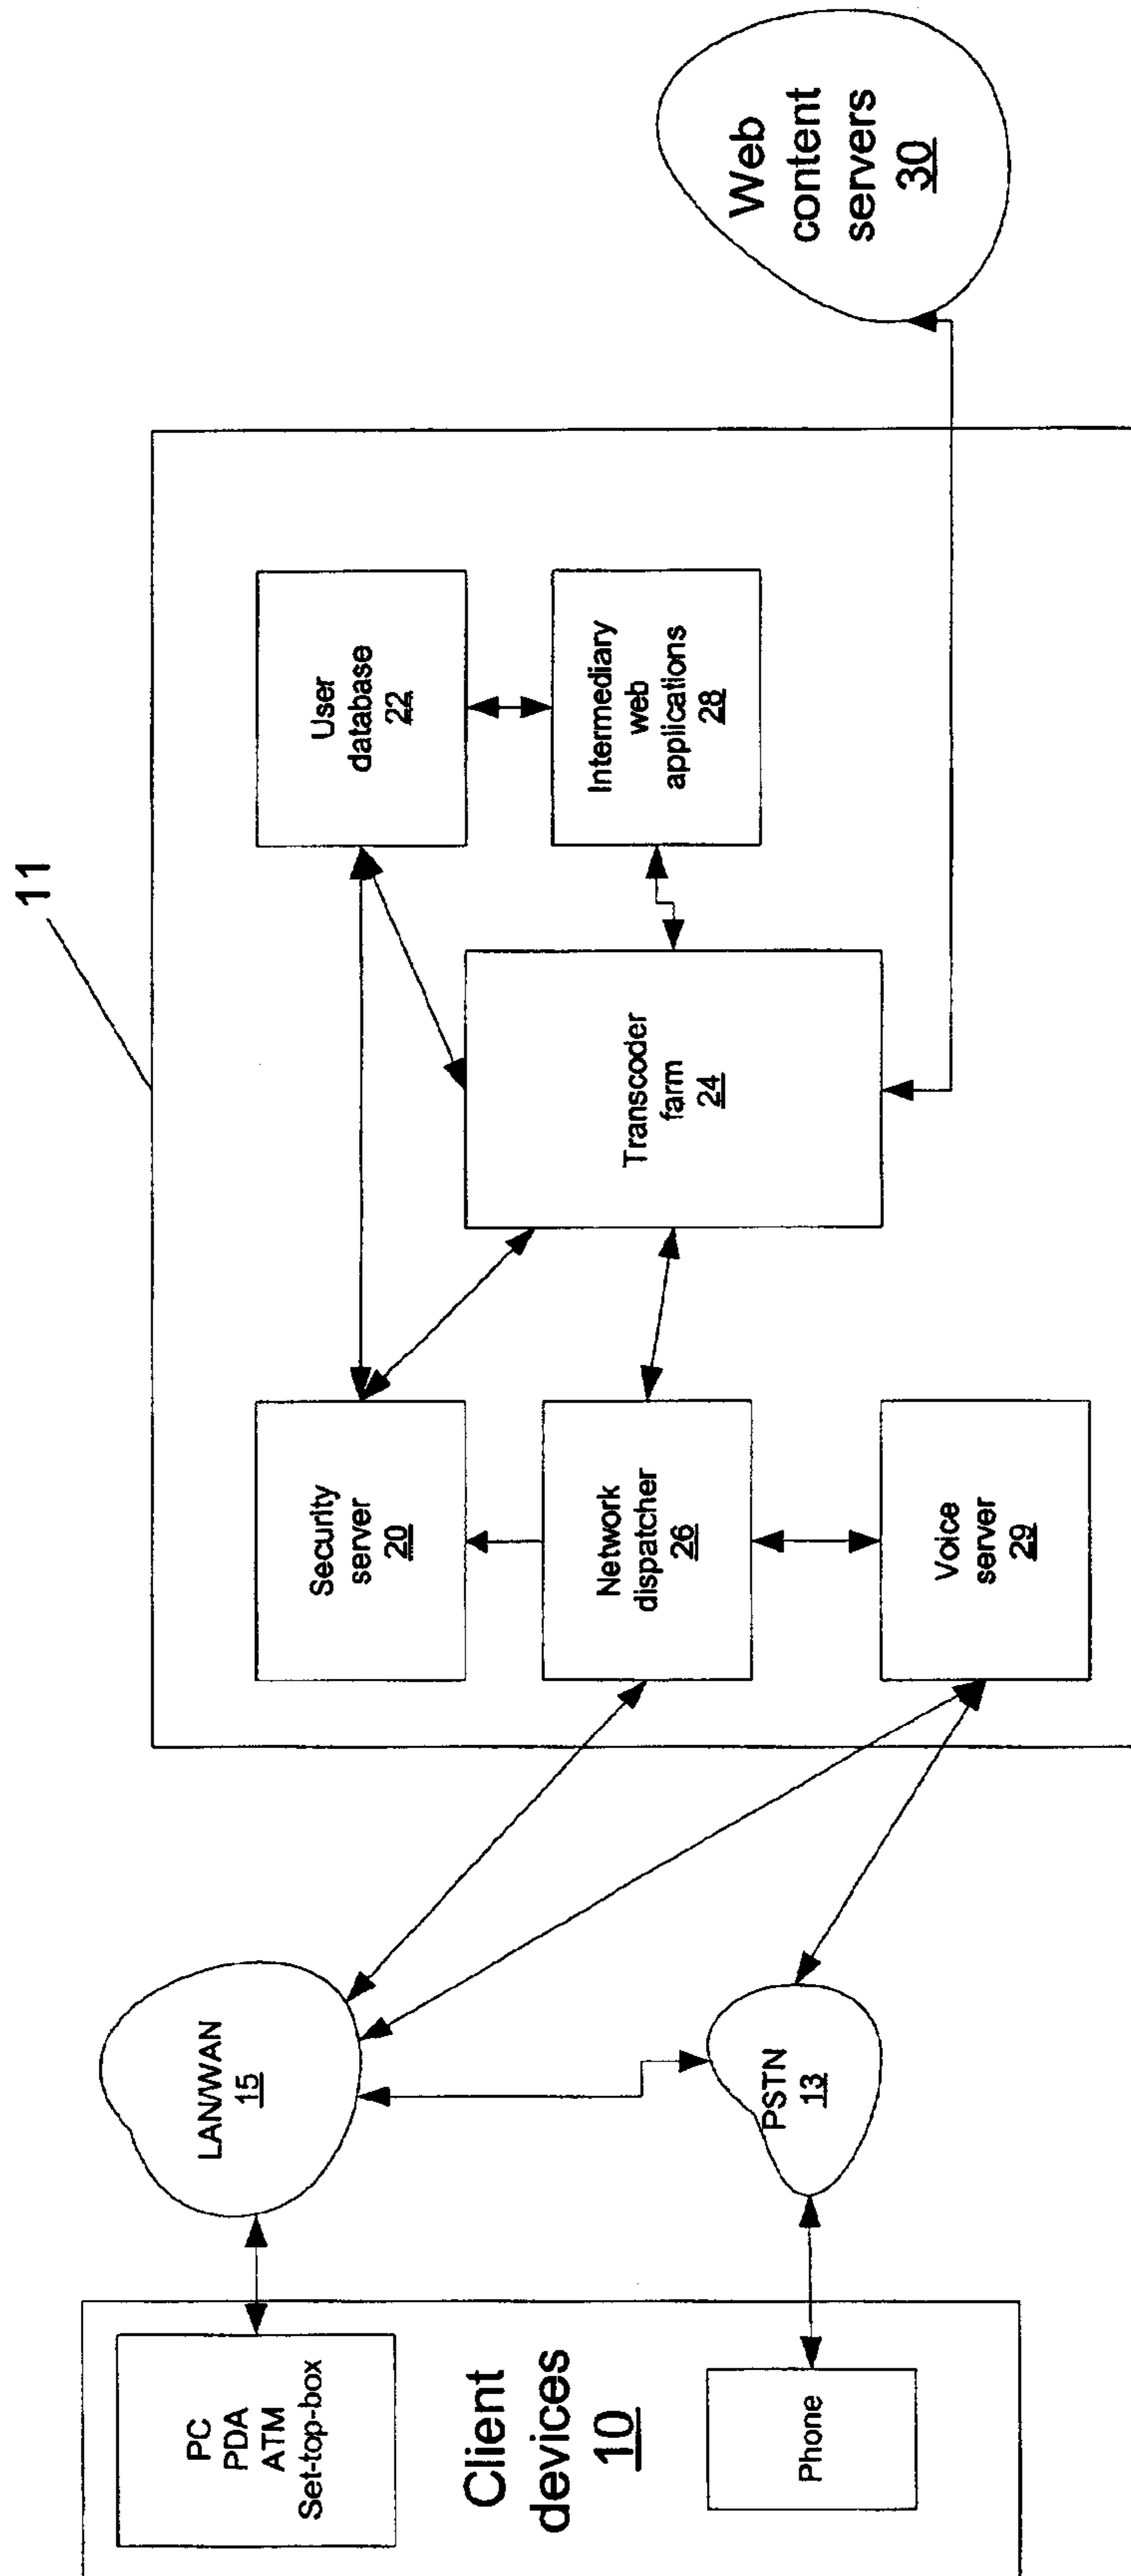 11
PC
PDA
ATM
Set-top-box
Client
devices
10
Phone
LAN/WAN
15
PSTN
13
Security
server
20
Network
dispatcher
26
Voice
server
29
Transcoder
farm
24
User
database
22
Intermediary
web
applications
28
Web
content
servers
30